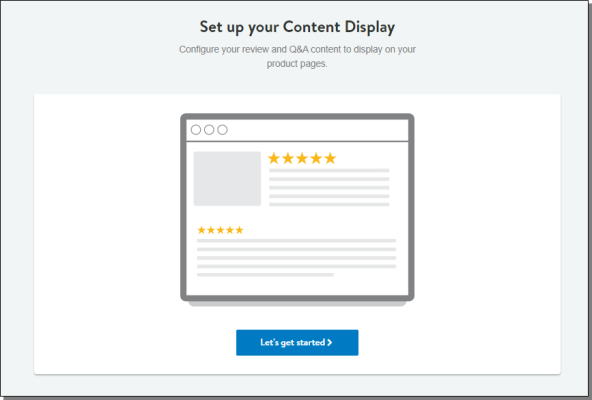 Set up your Content Display
Configure your review and Q&A content to display on your
product pages.
Let's get started